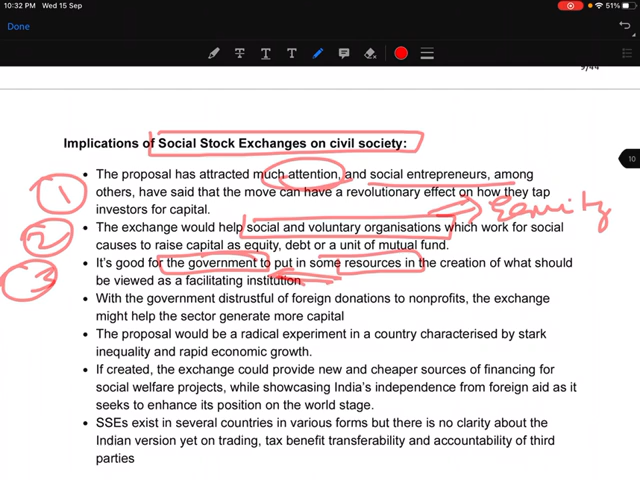 10:32 PM Wed 15 Sep
51%
Done
T T T
9/44
10
Implications of Social Stock Exchanges on civil society:
• The proposal has attracted much attention, and social entrepreneurs, among
others, have said that the move can have a revolutionary effect on how they tap
investors for capital.
1
Equity
• The exchange would help social and voluntary organisations which work for social
causes to raise capital as equity, debt or a unit of mutual fund.
2
• It's good for the government to put in some resources in the creation of what should
be viewed as a facilitating institution
3
• With the government distrustful of foreign donations to nonprofits, the exchange
might help the sector generate more capital
• The proposal would be a radical experiment in a country characterised by stark
inequality and rapid economic growth.
• If created, the exchange could provide new and cheaper sources of financing for
social welfare projects, while showcasing India's independence from foreign aid as it
seeks to enhance its position on the world stage.
• SSEs exist in several countries in various forms but there is no clarity about the
Indian version yet on trading, tax benefit transferability and accountability of third
parties